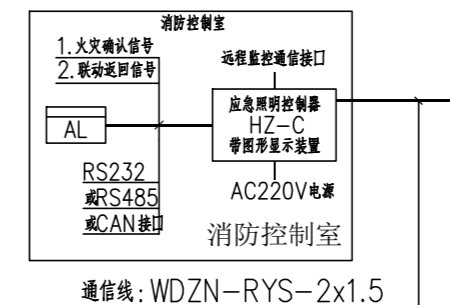 消防控制室
1.火灾确认信号
2.联动返回信号
远程监控通信接口
AL
应急照明控制器
HZ-C
带图形显示装置
RS232
或RS485
或CAN接口
AC220V电源
消防控制室
通信线:WDZN-RYS-2x1.5